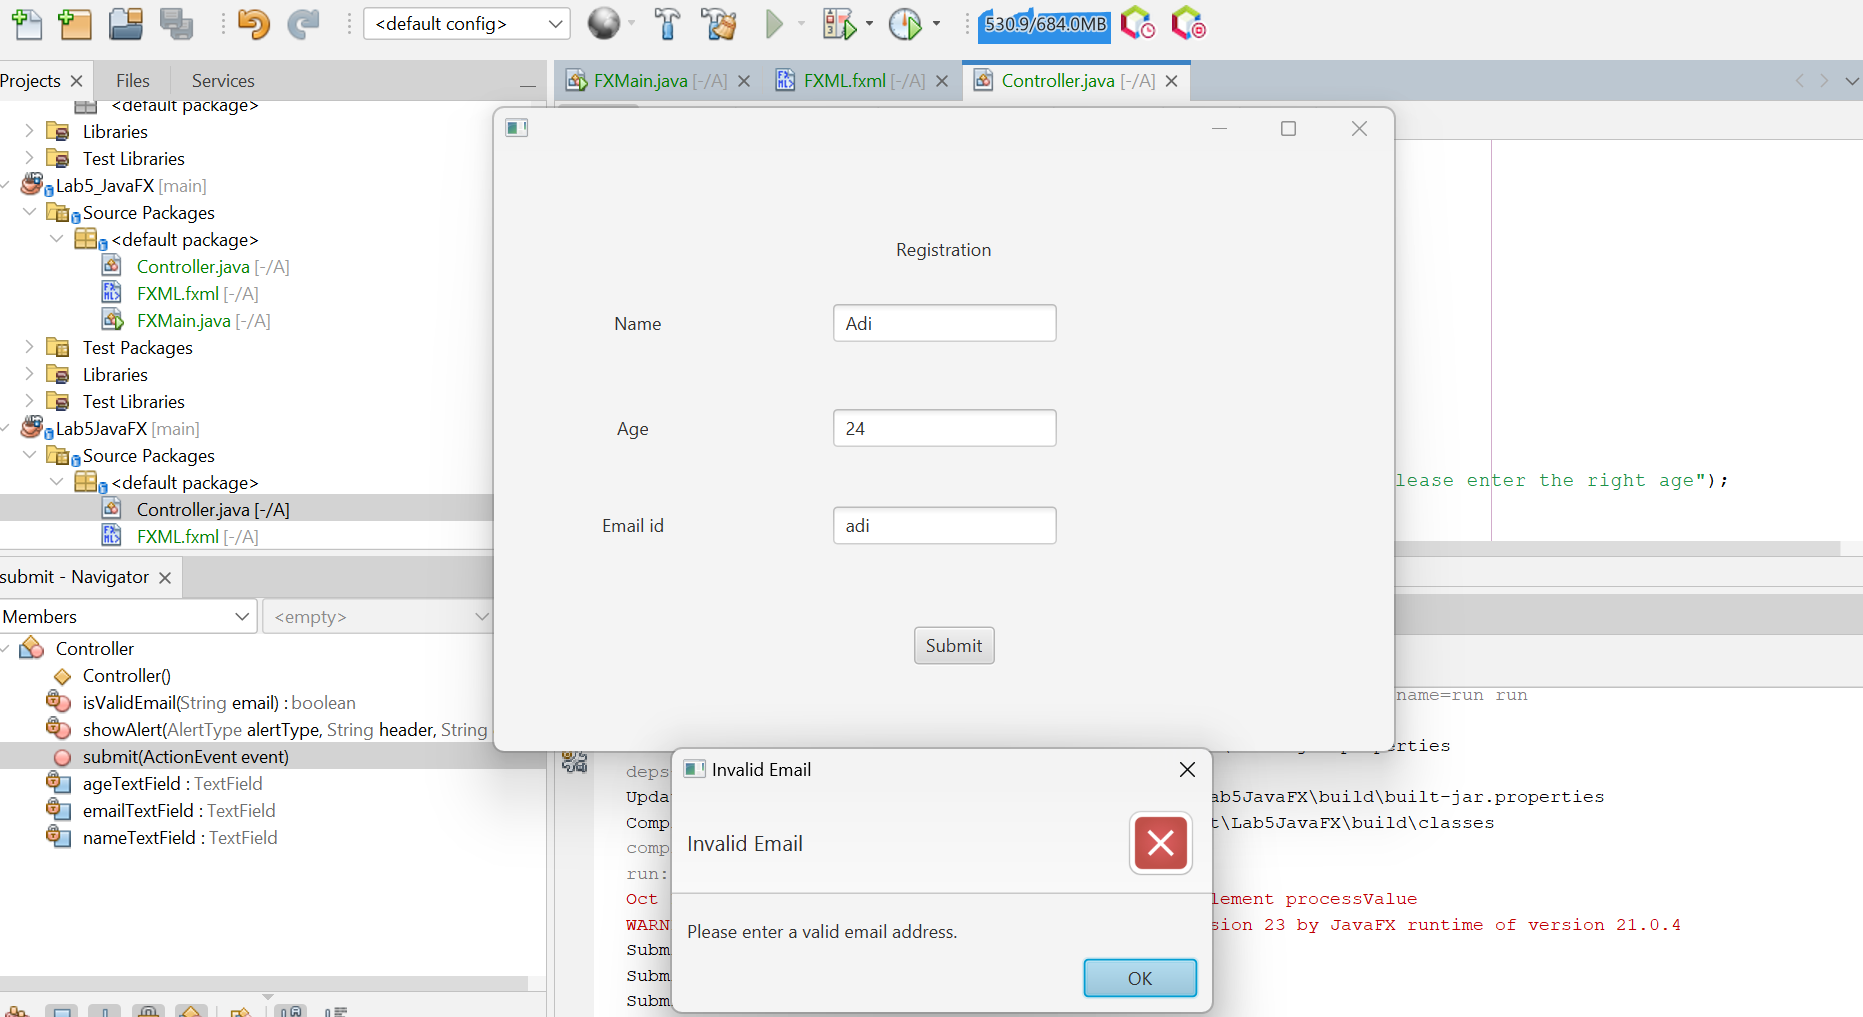 <default config>
530.9/684.0MB
Projects
Files
Services
FXMain.java [-/A]
FXML.fxml [-/A]
Controller.java [-/A]
<default package>
Libraries
Test Libraries
Lab5_JavaFX [main]
Source Packages
<default package>
Controller.java [-/A]
FXML.fxml [-/A]
FXMain.java [-/A]
Test Packages
Libraries
Test Libraries
Lab5JavaFX [main]
Source Packages
<default package>
Controller.java [-/A]
FXML.fxml [-/A]
submit - Navigator
Members
<empty>
Controller
Controller()
isValidEmail(String email) : boolean
showAlert(AlertType alertType, String header, String
submit(ActionEvent event)
ageTextField : TextField
emailTextField : TextField
nameTextField : TextField
Registration
Name
Adi
Age
24
Email id
adi
Submit
lease enter the right age");
name=run run
erties
deps
Upda
ab5JavaFX\build\built-jar.properties
Comp
t\Lab5JavaFX\build\classes
comp
run:
Oct
lement processValue
WARN
sion 23 by JavaFX runtime of version 21.0.4
Subm
Subm
Subm
Invalid Email
Invalid Email
Please enter a valid email address.
OK